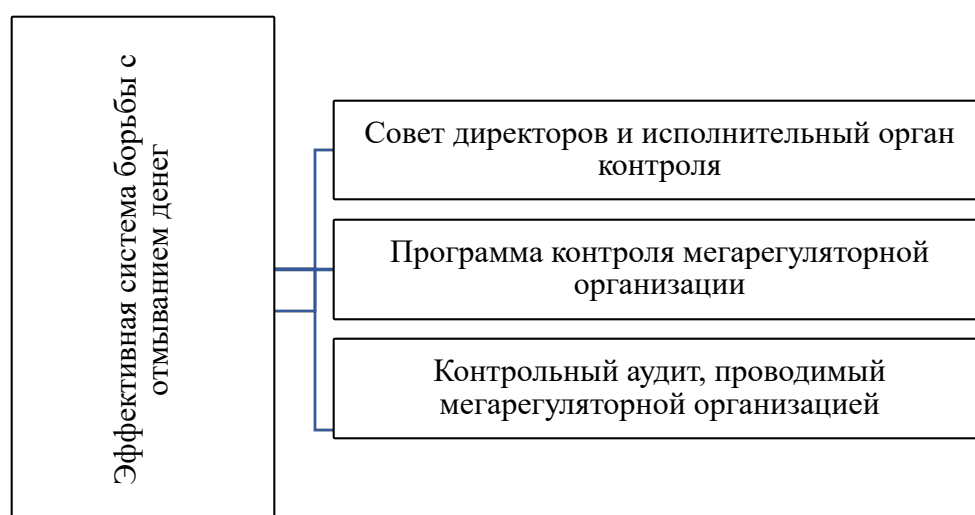 Эффективная система борьбы с
отмыванием денег
Совет директоров и исполнительный орган
контроля
Программа контроля мегарегуляторной
организации
Контрольный аудит, проводимый
мегарегуляторной организацией